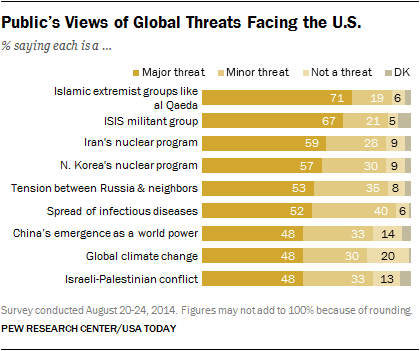 Public's Views of Global Threats Facing the U.S.
% saying each is a ...
Major threat Minor threat Not a threat DK
Islamic extremist groups like
al Qaeda 71 19 6
ISIS militant group 67 21 5
Iran's nuclear program 59 28 9
N. Korea's nuclear program 57 30 9
Tension between Russia & neighbors 53 35 8
Spread of infectious diseases 52 40 6
China's emergence as a world power 48 33 14
Global climate change 48 30 20
Israeli-Palestinian conflict 48 33 13
Survey conducted August 20-24, 2014. Figures may not add to 100% because of rounding.
PEW RESEARCH CENTER/USA TODAY